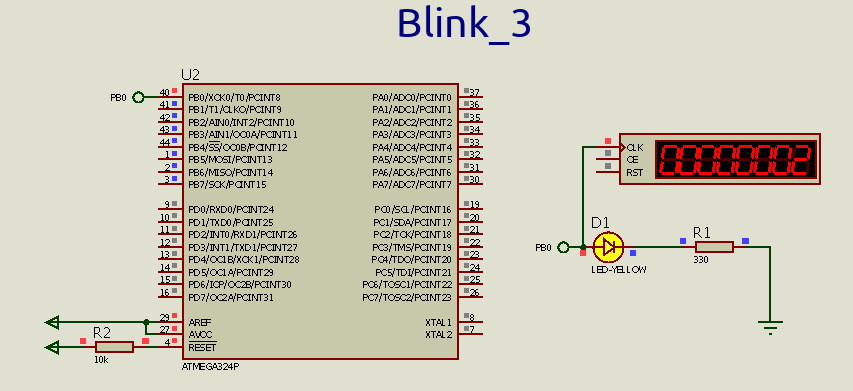 Blink_3
U2
PB0
40 PB0/XCK0/T0/PCINT8 PA0/ADC0/PCINT0 37
41 PB1/T1/CLKO/PCINT9 PA1/ADC1/PCINT1 36
42 PB2/AIN0/INT2/PCINT10 PA2/ADC2/PCINT2 35
43 PB3/AIN1/OC0A/PCINT11 PA3/ADC3/PCINT3 34
44 PB4/SS/OC0B/PCINT12 PA4/ADC4/PCINT4 33
1 PB5/MOSI/PCINT13 PA5/ADC5/PCINT5 32
2 PB6/MISO/PCINT14 PA6/ADC6/PCINT6 31
3 PB7/SCK/PCINT15 PA7/ADC7/PCINT7 30
9 PD0/RXD0/PCINT24 PC0/SCL/PCINT16 19
10 PD1/TXD0/PCINT25 PC1/SDA/PCINT17 20
11 PD2/INT0/RXD1/PCINT26 PC2/TCK/PCINT18 21
12 PD3/INT1/TXD1/PCINT27 PC3/TMS/PCINT19 22
13 PD4/OC1B/XCK1/PCINT28 PC4/TDO/PCINT20 23
14 PD5/OC1A/PCINT29 PC5/TDI/PCINT21 24
15 PD6/ICP/OC2B/PCINT30 PC6/TOSC1/PCINT22 25
16 PD7/OC2A/PCINT31 PC7/TOSC2/PCINT23 26
29 AREF XTAL1 8
27 AVCC XTAL2 7
4 RESET
R2
10k
ATMEGA324P
CLK
CE
RST
00000002
PB0
D1
LED-YELLOW
R1
330